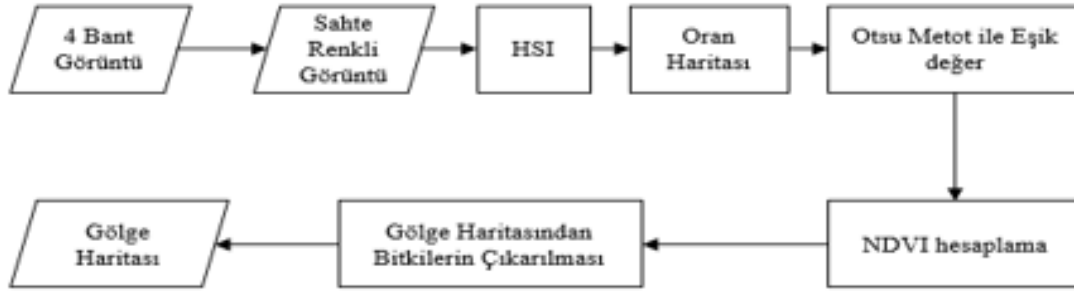 4 Bant
Görüntü
Sahte
Renkli
Görüntü
HSI
Oran
Haritası
Otsu Metot ile Eşik
değer
NDVI hesaplama
Gölge Haritasından
Bitkilerin Çıkarılması
Gölge
Haritası